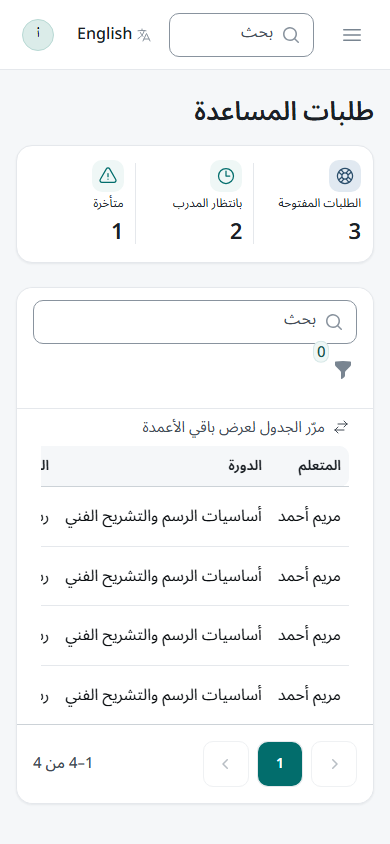 بحث
English
i
طلبات المساعدة
الطلبات المفتوحة
3
بانتظار المدرب
2
متأخرة
1
بحث
0
مرّر الجدول لعرض باقي الأعمدة
المتعلم الدورة
مريم أحمد أساسيات الرسم والتشريح الفني
مريم أحمد أساسيات الرسم والتشريح الفني
مريم أحمد أساسيات الرسم والتشريح الفني
مريم أحمد أساسيات الرسم والتشريح الفني
1
1–4 من 4